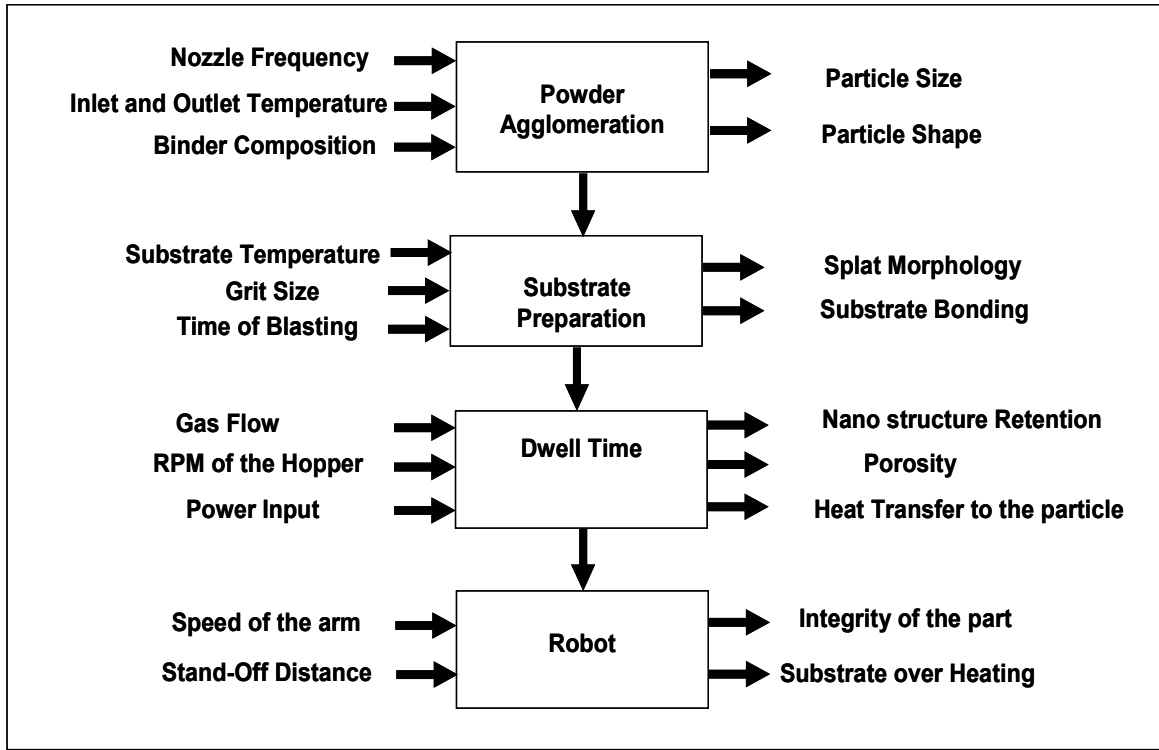 Nozzle Frequency
Inlet and Outlet Temperature
Binder Composition
Powder
Agglomeration
Particle Size
Particle Shape
Substrate Temperature
Grit Size
Time of Blasting
Substrate
Preparation
Splat Morphology
Substrate Bonding
Gas Flow
RPM of the Hopper
Power Input
Dwell Time
Nano structure Retention
Porosity
Heat Transfer to the particle
Speed of the arm
Stand-Off Distance
Robot
Integrity of the part
Substrate over Heating